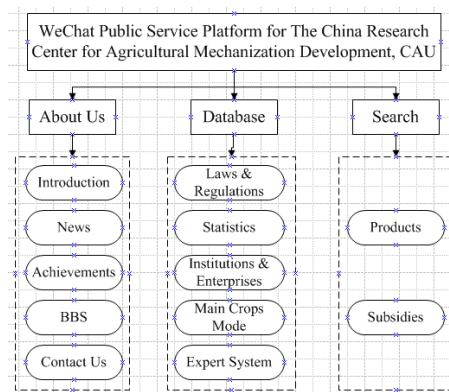 WeChat Public Service Platform for The China Research
Center for Agricultural Mechanization Development, CAU
About Us
Database
Search
Introduction
News
Achievements
BBS
Contact Us
Laws &
Regulations
Statistics
Institutions &
Enterprises
Main Crops
Mode
Expert System
Products
Subsidies